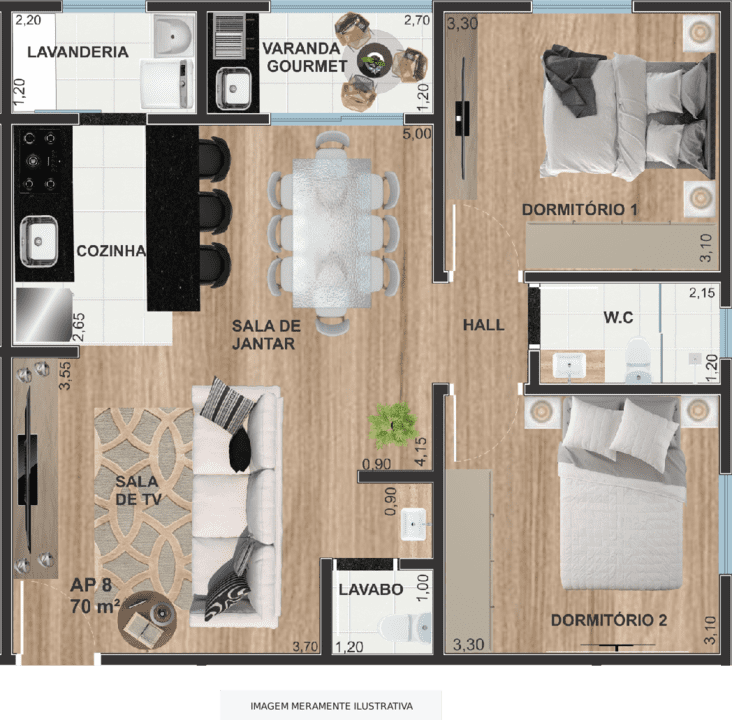 2,20
LAVANDERIA
1,20
2,70
VARANDA
GOURMET
1,20
3,30
DORMITÓRIO 1
3,10
5,00
COZINHA
2,65
SALA DE
JANTAR
HALL
2,15
W.C
1,20
3,55
SALA
DE TV
0,90
4,15
0,90
AP 8
70 m²
3,70
LAVABO
1,00
1,20
DORMITÓRIO 2
3,30
3,10
IMAGEM MERAMENTE ILUSTRATIVA